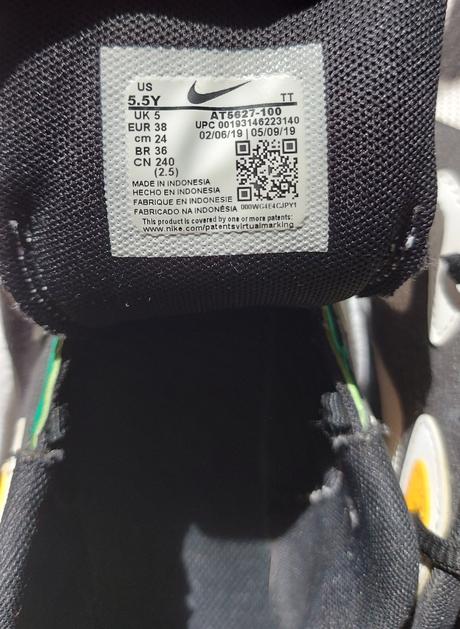 US
5.5Y
TT
UK 5
AT5627-100
EUR 38
UPC 00193146223140
cm 24
02/06/19 | 05/09/19
BR 36
CN 240
(2.5)
MADE IN INDONESIA
HECHO EN INDONESIA
FABRIQUE EN INDONESIE
FABRICADO NA INDONÉSIA
000WG4E4CJPY1
This product is covered by one or more patents:
www.nike.com/patentsvirtualmarking